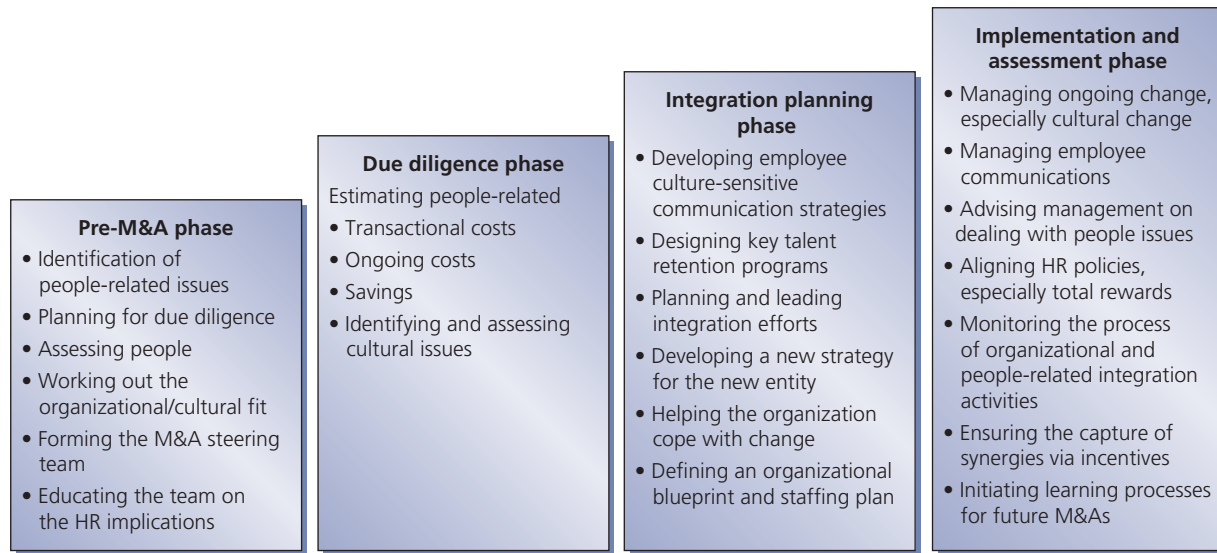 Pre-M&A phase
• Identification of
people-related issues
• Planning for due diligence
• Assessing people
• Working out the
organizational/cultural fit
• Forming the M&A steering
team
• Educating the team on
the HR implications
Due diligence phase
Estimating people-related
• Transactional costs
• Ongoing costs
• Savings
• Identifying and assessing
cultural issues
Integration planning
phase
• Developing employee
culture-sensitive
communication strategies
• Designing key talent
retention programs
• Planning and leading
integration efforts
• Developing a new strategy
for the new entity
• Helping the organization
cope with change
• Defining an organizational
blueprint and staffing plan
Implementation and
assessment phase
• Managing ongoing change,
especially cultural change
• Managing employee
communications
• Advising management on
dealing with people issues
• Aligning HR policies,
especially total rewards
• Monitoring the process
of organizational and
people-related integration
activities
• Ensuring the capture of
synergies via incentives
• Initiating learning processes
for future M&As